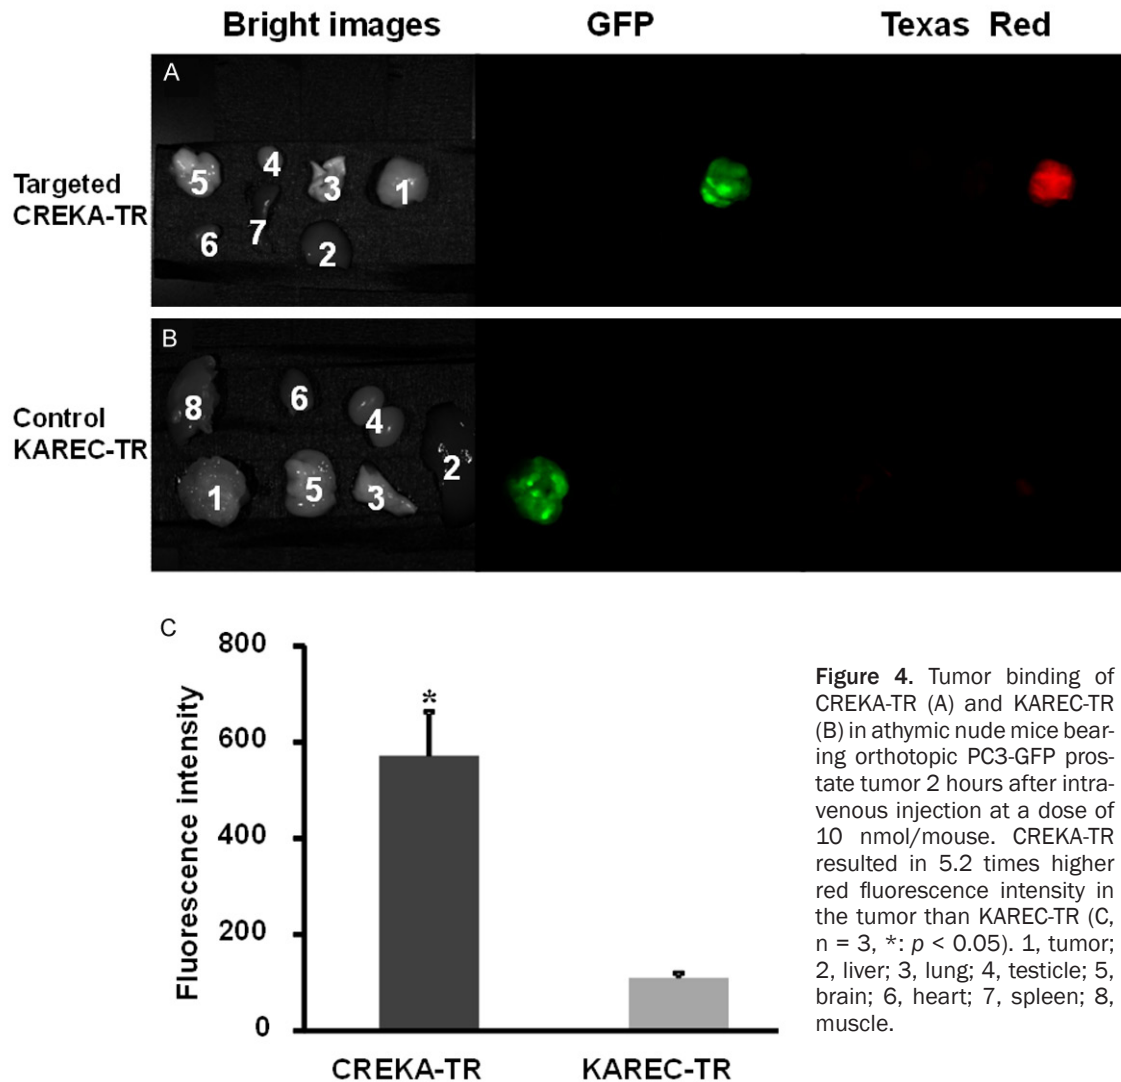 Bright images GFP Texas Red
A
5 4 3 1
7
6 2
Targeted
CREKA-TR
B
8 6 4
2
1 5 3
Control
KAREC-TR
C
800
600
400
200
0
Fluorescence intensity
*
CREKA-TR KAREC-TR
Figure 4. Tumor binding of
CREKA-TR (A) and KAREC-TR
(B) in athymic nude mice bear-
ing orthotopic PC3-GFP pros-
tate tumor 2 hours after intra-
venous injection at a dose of
10 nmol/mouse. CREKA-TR
resulted in 5.2 times higher
red fluorescence intensity in
the tumor than KAREC-TR (C,
n = 3, *: p < 0.05). 1, tumor;
2, liver; 3, lung; 4, testicle; 5,
brain; 6, heart; 7, spleen; 8,
muscle.